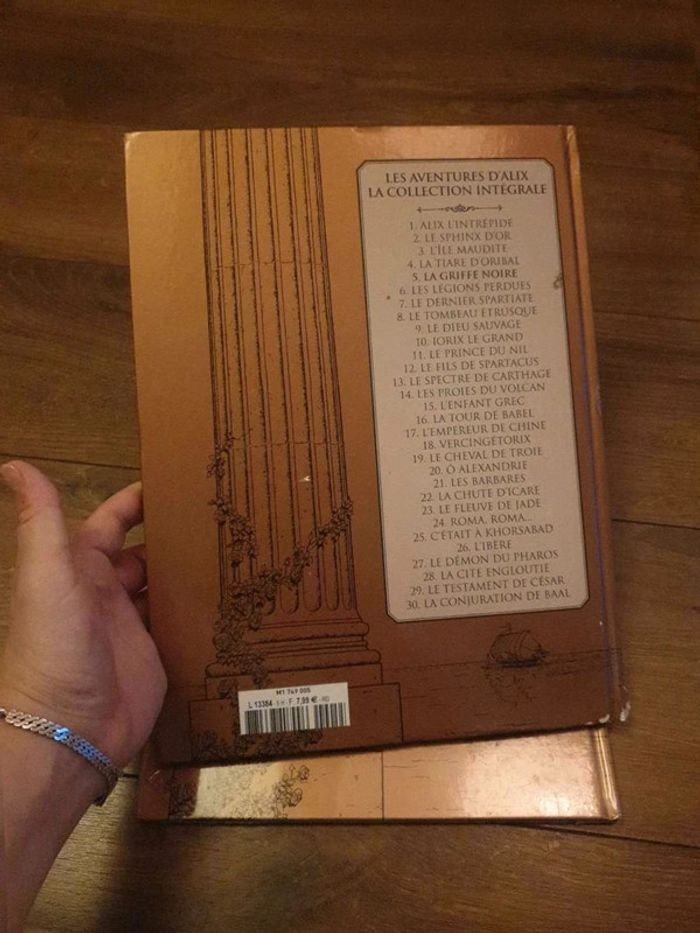 LES AVENTURES D'ALIX
LA COLLECTION INTÉGRALE
1. ALIX L'INTRÉPIDE
2. LE SPHINX D'OR
3. L'ÎLE MAUDITE
4. LA TIARE D'ORIBAL
5. LA GRIFFE NOIRE
6. LES LÉGIONS PERDUES
7. LE DERNIER SPARTIATE
8. LE TOMBEAU ÉTRUSQUE
9. LE DIEU SAUVAGE
10. IORIX LE GRAND
11. LE PRINCE DU NIL
12. LE FILS DE SPARTACUS
13. LE SPECTRE DE CARTHAGE
14. LES PROIES DU VOLCAN
15. L'ENFANT GREC
16. LA TOUR DE BABEL
17. L'EMPEREUR DE CHINE
18. VERCINGÉTORIX
19. LE CHEVAL DE TROIE
20. Ô ALEXANDRIE
21. LES BARBARES
22. LA CHUTE D'ICARE
23. LE FLEUVE DE JADE
24. ROMA, ROMA...
25. C'ÉTAIT À KHORSABAD
26. L'IBÈRE
27. LE DÉMON DU PHAROS
28. LA CITÉ ENGLOUTIE
29. LE TESTAMENT DE CÉSAR
30. LA CONJURATION DE BAAL
M1 749 005
L 13384 - 5 H - F: 7,99 € - RD